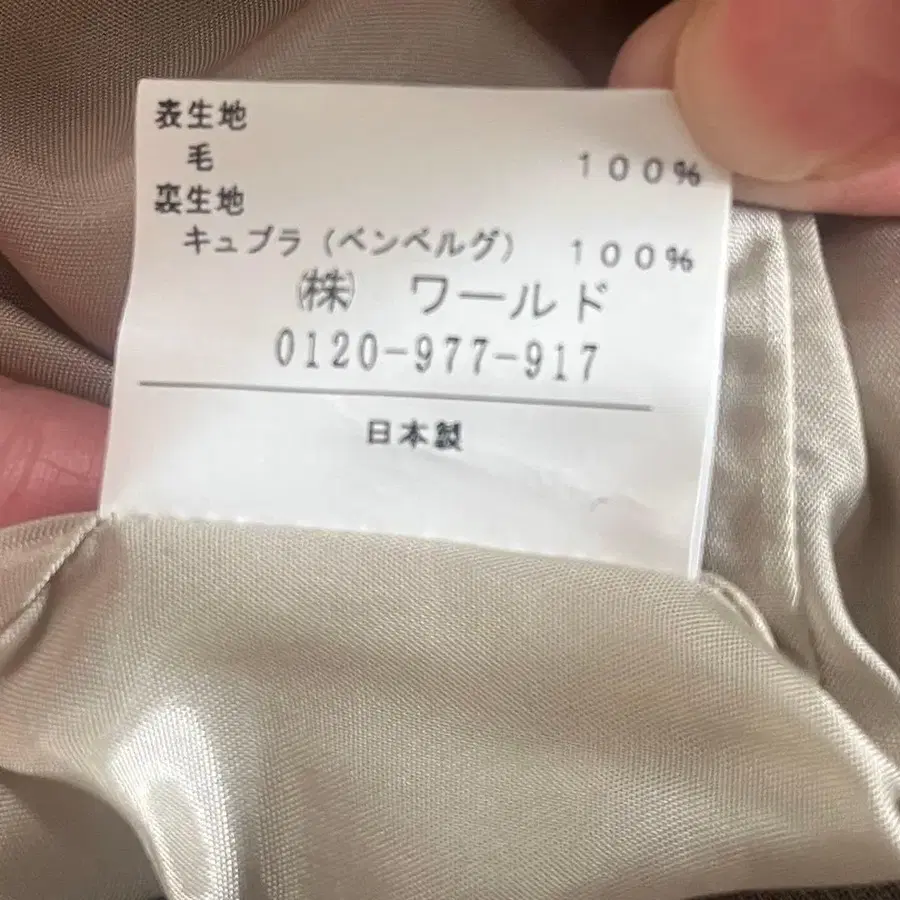 表生地
毛 100%
裏生地
キュプラ (ベンベルグ) 100%
㈱ ワールド
0120-977-917
日本製